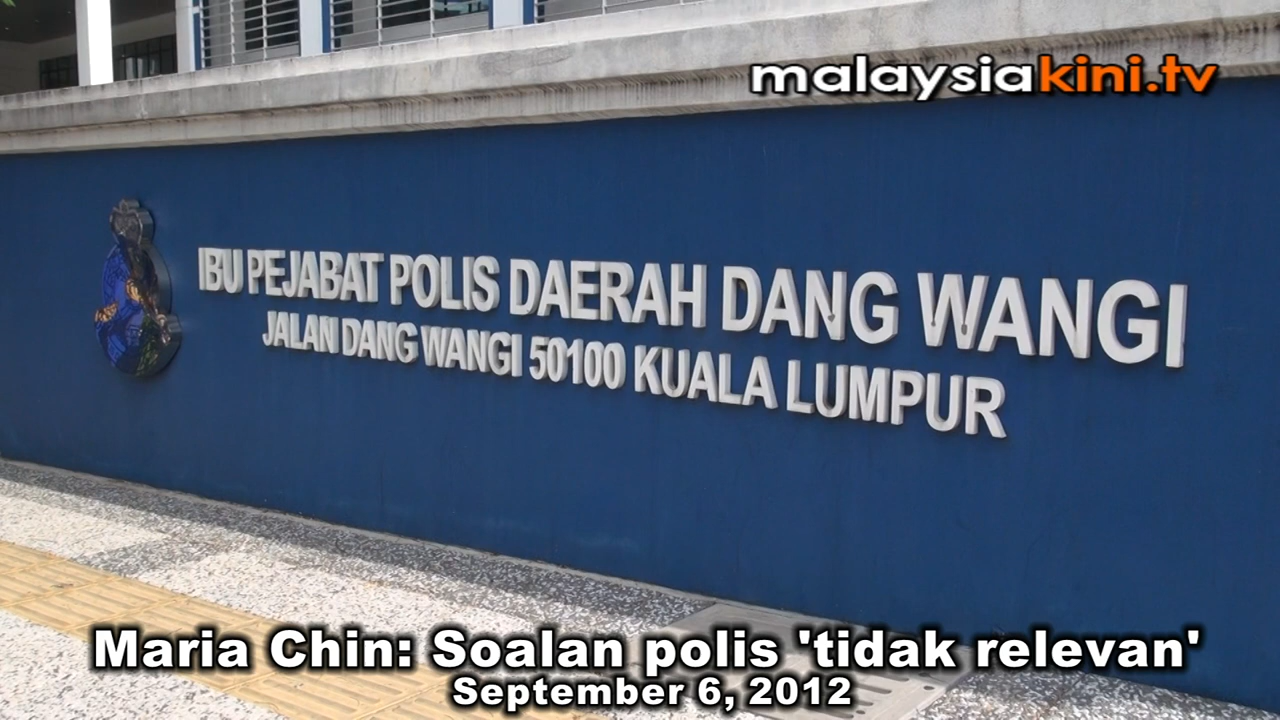 malaysiakini.tv
IBU PEJABAT POLIS DAERAH DANG WANGI
JALAN DANG WANGI 50100 KUALA LUMPUR
Maria Chin: Soalan polis 'tidak relevan'
September 6, 2012